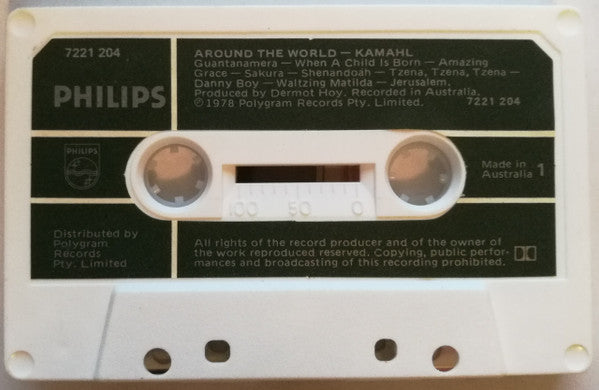 7221 204
AROUND THE WORLD — KAMAHL
Guantanamera — When A Child Is Born — Amazing
Grace — Sakura — Shenandoah — Tzena, Tzena, Tzena —
Danny Boy — Waltzing Matilda — Jerusalem.
Produced by Dermot Hoy. Recorded in Australia.
℗1978 Polygram Records Pty. Limited. 7221 204
PHILIPS
PHILIPS
Made in
Australia 1
100 50 0
Distributed by
Polygram
Records
Pty. Limited
All rights of the record producer and of the owner of
the work reproduced reserved. Copying, public perfor-
mances and broadcasting of this recording prohibited.